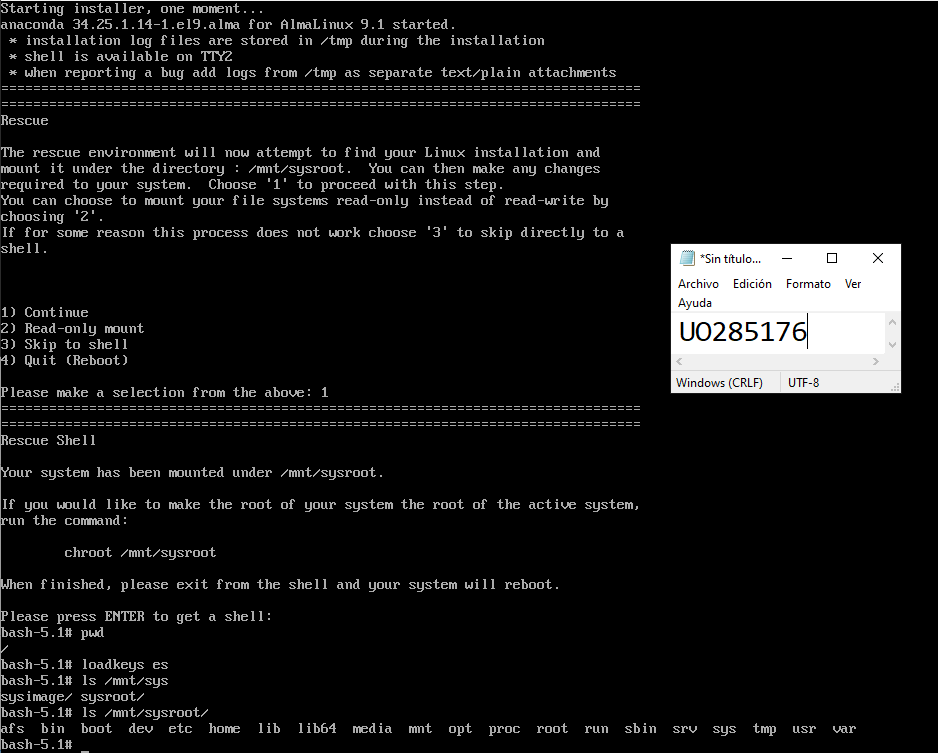 Starting installer, one moment...
anaconda 34.25.1.14-1.el9.alma for AlmaLinux 9.1 started.
 * installation log files are stored in /tmp during the installation
 * shell is available on TTY2
 * when reporting a bug add logs from /tmp as separate text/plain attachments
================================================================================
================================================================================
Rescue

The rescue environment will now attempt to find your Linux installation and
mount it under the directory : /mnt/sysroot.  You can then make any changes
required to your system.  Choose '1' to proceed with this step.
You can choose to mount your file systems read-only instead of read-write by
choosing '2'.
If for some reason this process does not work choose '3' to skip directly to a
shell.

1) Continue
2) Read-only mount
3) Skip to shell
4) Quit (Reboot)

Please make a selection from the above: 1
================================================================================
================================================================================
Rescue Shell

Your system has been mounted under /mnt/sysroot.

If you would like to make the root of your system the root of the active system,
run the command:

        chroot /mnt/sysroot

When finished, please exit from the shell and your system will reboot.

Please press ENTER to get a shell:
bash-5.1# pwd
/
bash-5.1# loadkeys es
bash-5.1# ls /mnt/sys
sysimage/ sysroot/
bash-5.1# ls /mnt/sysroot/
afs  bin  boot  dev  etc  home  lib  lib64  media  mnt  opt  proc  root  run  sbin  srv  sys  tmp  usr  var
bash-5.1# _
*Sin título...
Archivo Edición Formato Ver
Ayuda
UO285176
Windows (CRLF) UTF-8